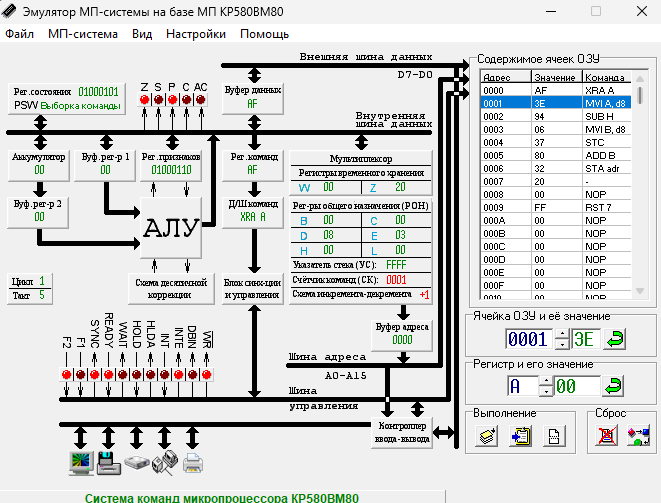 Эмулятор МП-системы на базе МП КР580ВМ80
Файл МП-система Вид Настройки Помощь
Внешняя шина данных
D7-D0
Рег.состояния 01000101
PSW Выборка команды
Z S P C AC
Буфер данных
AF
Внутренняя
шина данных
Аккумулятор
00
Буф.рег-р 1
00
Рег.признаков
01000110
Рег.команд
AF
Мультиплексор
Регистры временного хранения
W 00 Z 20
Буф.рег-р 2
00
АЛУ
Д/Ш команд
XRA A
Рег-ры общего назначения (РОН)
B 00 C 00
D 08 E 03
H 00 L 00
Указатель стека (УС): FFFF
Счётчик команд (СК): 0001
Схема инкремента-декремента +1
Цикл 1
Такт 5
Схема десятичной
коррекции
Блок синх-ции
и управления
Буфер адреса
0000
F2 F1 SYNC READY WAIT HOLD HLDA INT INTE DBIN WR
Шина адреса
A0-A15
Шина
управления
Контроллер
ввода-вывода
Система команд микропроцессора КР580ВМ80
Содержимое ячеек ОЗУ
Адрес Значение Команда
0000 AF XRA A
0001 3E MVI A, d8
0002 94 SUB H
0003 06 MVI B, d8
0004 37 STC
0005 80 ADD B
0006 32 STA adr
0007 20 -
0008 00 NOP
0009 FF RST 7
000A 00 NOP
000B 00 NOP
000C 00 NOP
000D 00 NOP
000E 00 NOP
000F 00 NOP
0010 00 NOP
Ячейка ОЗУ и её значение
0001 3E
Регистр и его значение
A 00
Выполнение
Сброс